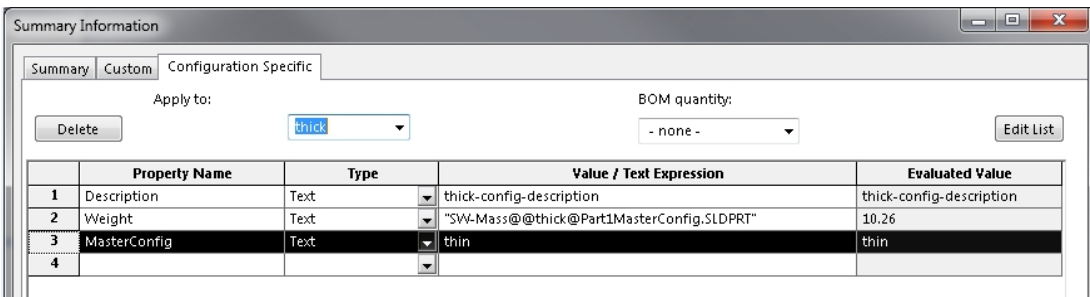 Summary Information
Summary Custom Configuration Specific
Apply to: BOM quantity:
Delete thick - none - Edit List
Property Name Type Value / Text Expression Evaluated Value
1 Description Text thick-config-description thick-config-description
2 Weight Text "SW-Mass@@thick@Part1MasterConfig.SLDPRT" 10.26
3 MasterConfig Text thin thin
4